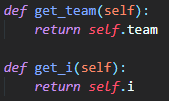 def get_team(self):
    return self.team
def get_i(self):
    return self.i